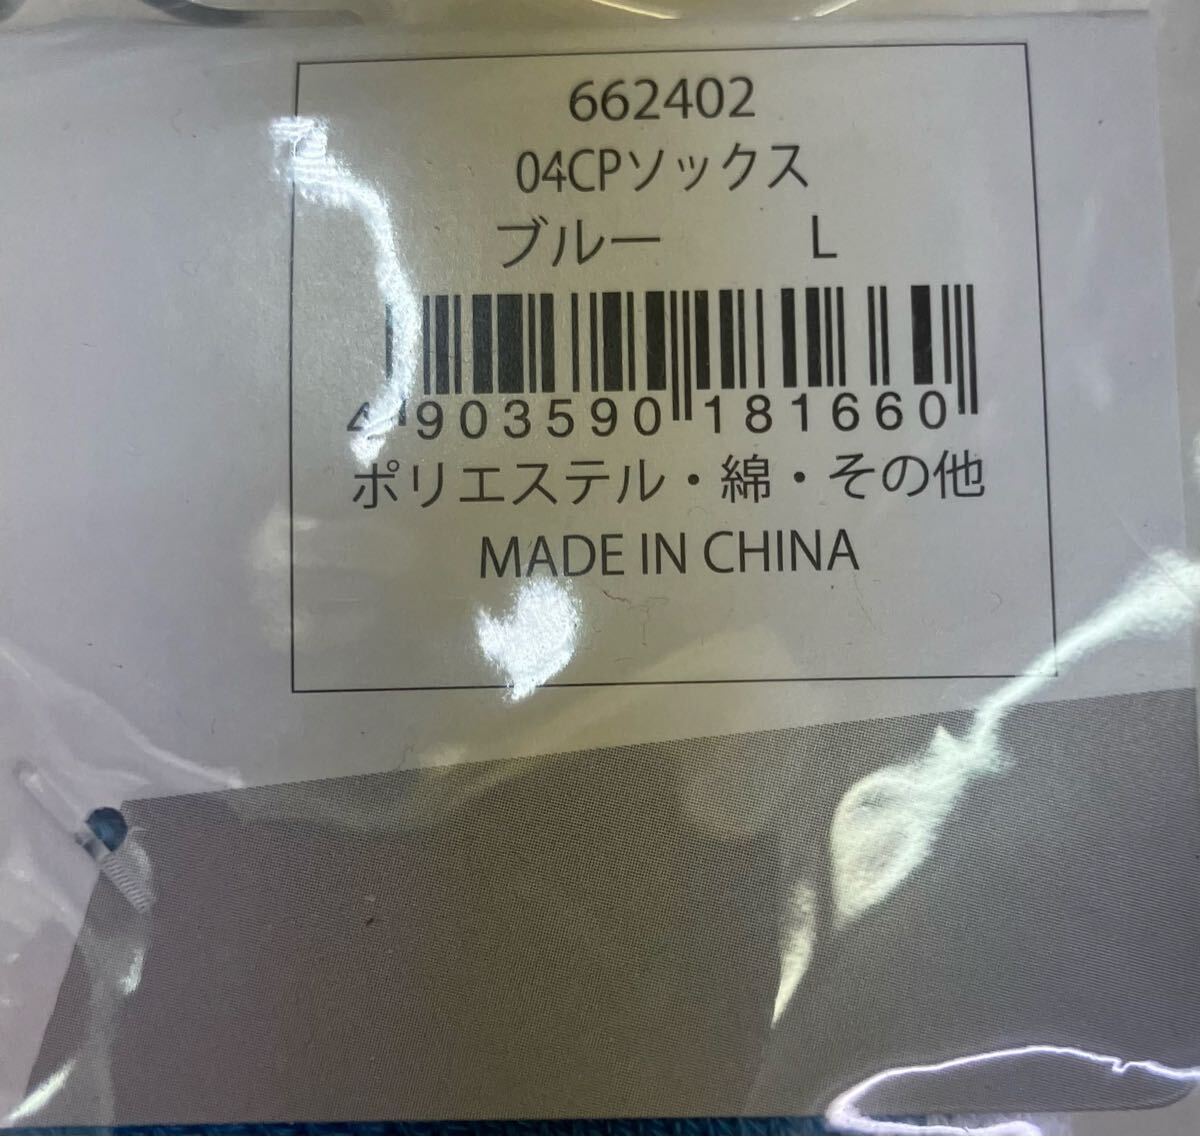 662402
04CPソックス
ブルー L
4 903590 181660
ポリエステル・綿・その他
MADE IN CHINA